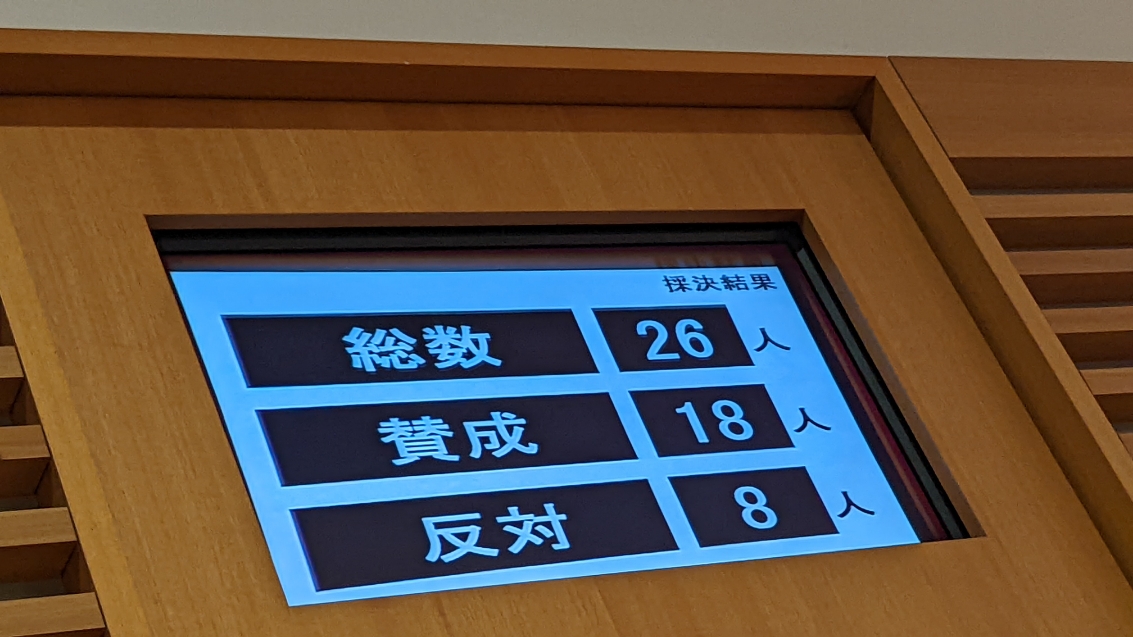 採決結果
総数 26 人
賛成 18 人
反対 8 人